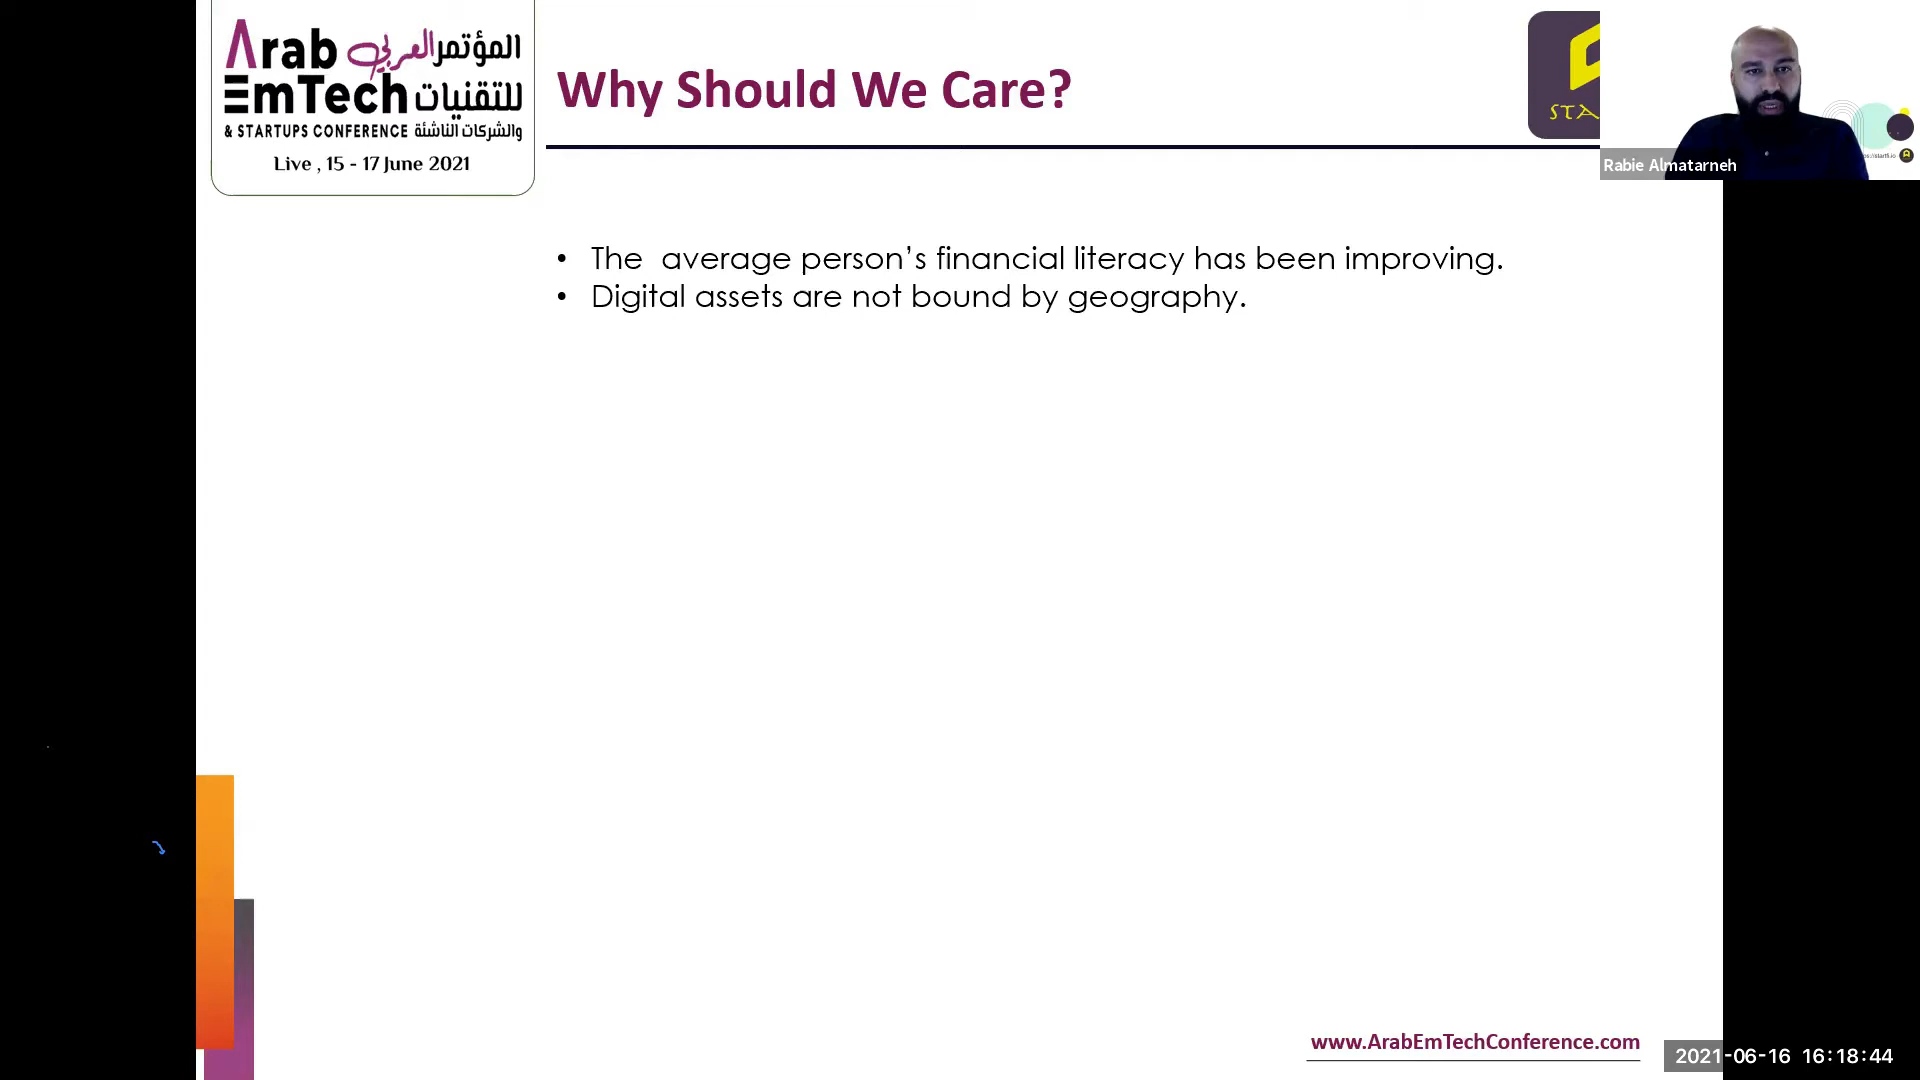 Arab المؤتمر العربي
EmTech للتقنيات
& STARTUPS CONFERENCE والشركات الناشئة
Live , 15 - 17 June 2021
Why Should We Care?
Rabie Almatarneh
• The  average person’s financial literacy has been improving.
• Digital assets are not bound by geography.
www.ArabEmTechConference.com
2021-06-16 16:18:44